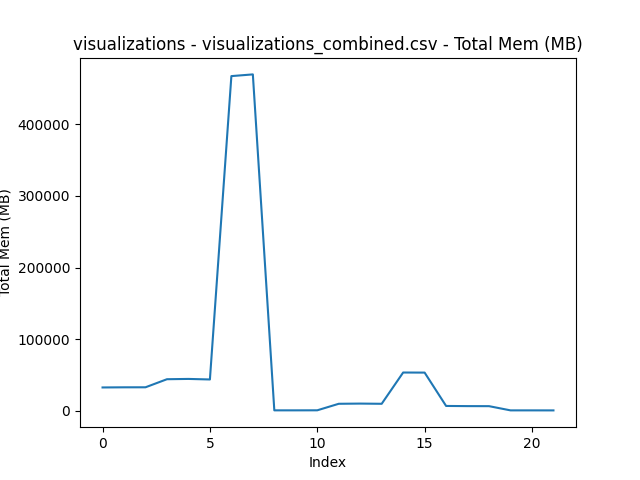 visualizations - visualizations_combined.csv - Total Mem (MB)
400000
300000
200000
100000
0
Total Mem (MB)
0 5 10 15 20
Index